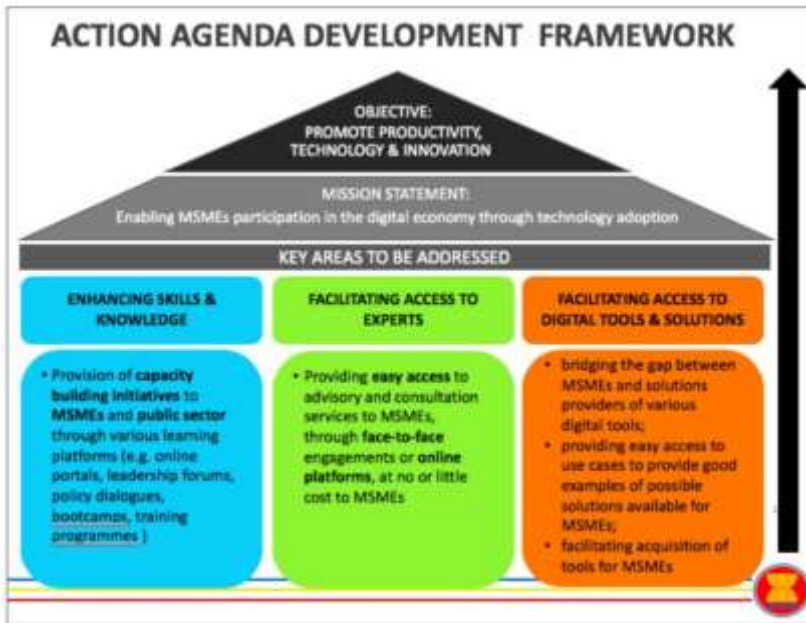 ACTION AGENDA DEVELOPMENT FRAMEWORK
OBJECTIVE:
PROMOTE PRODUCTIVITY,
TECHNOLOGY & INNOVATION
MISSION STATEMENT:
Enabling MSMEs participation in the digital economy through technology adoption
KEY AREAS TO BE ADDRESSED
ENHANCING SKILLS &
KNOWLEDGE
• Provision of capacity
building initiatives to
MSMEs and public sector
through various learning
platforms (e.g. online
portals, leadership forums,
policy dialogues,
bootcamps, training
programmes )
FACILITATING ACCESS TO
EXPERTS
• Providing easy access to
advisory and consultation
services to MSMEs,
through face-to-face
engagements or online
platforms, at no or little
cost to MSMEs
FACILITATING ACCESS TO
DIGITAL TOOLS & SOLUTIONS
• bridging the gap between
MSMEs and solutions
providers of various
digital tools;
• providing easy access to
use cases to provide good
examples of possible
solutions available for
MSMEs;
• facilitating acquisition of
tools for MSMEs